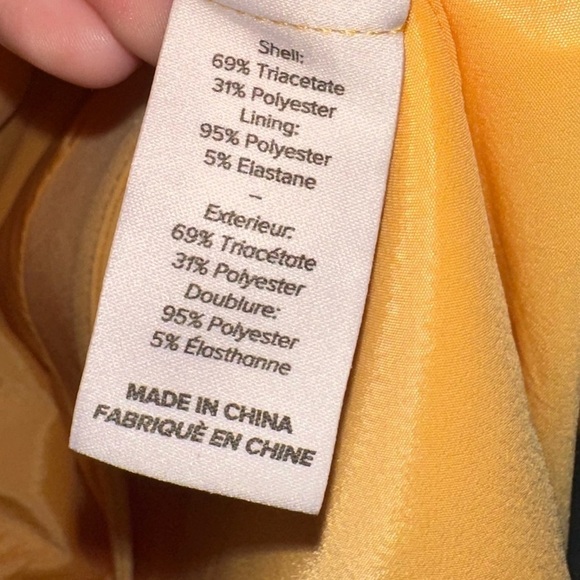 Shell:
69% Triacetate
31% Polyester
Lining:
95% Polyester
5% Elastane
–
Exterieur:
69% Triacétate
31% Polyester
Doublure:
95% Polyester
5% Élasthanne
MADE IN CHINA
FABRIQUÈ EN CHINE